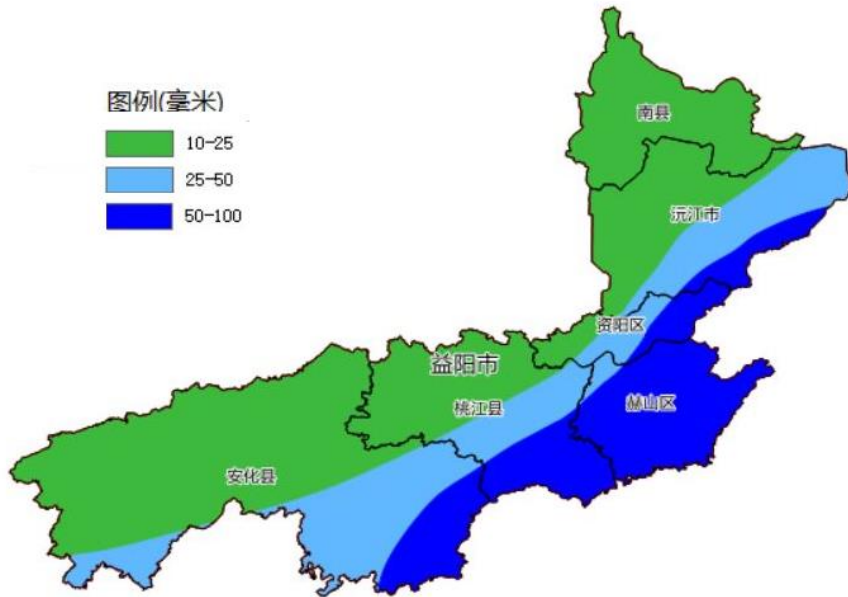 图例(毫米)
10-25
25-50
50-100
南县
沅江市
资阳区
益阳市
桃江县
赫山区
安化县